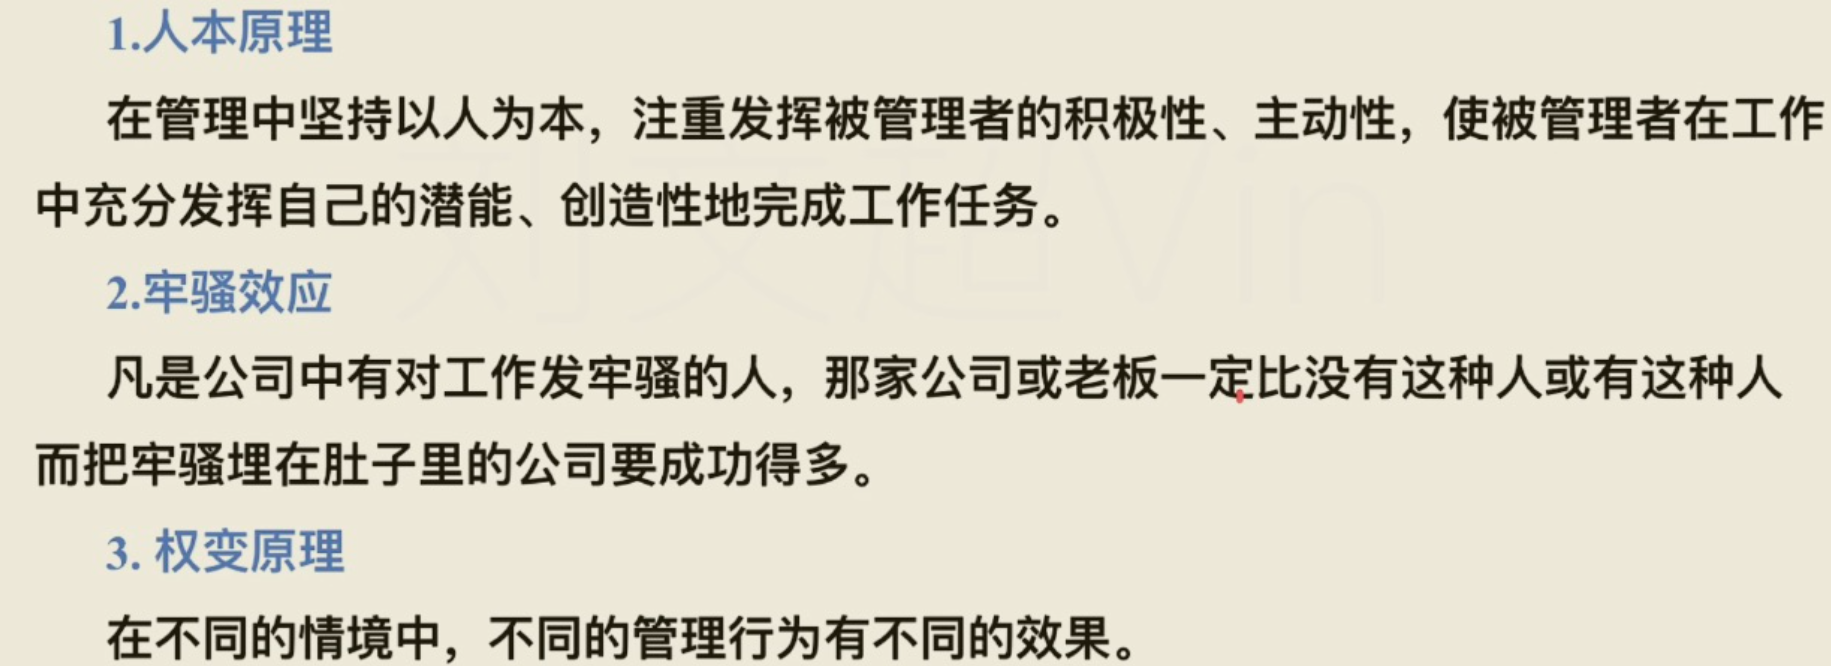 1.人本原理
在管理中坚持以人为本，注重发挥被管理者的积极性、主动性，使被管理者在工作
中充分发挥自己的潜能、创造性地完成工作任务。
2.牢骚效应
凡是公司中有对工作发牢骚的人，那家公司或老板一定比没有这种人或有这种人
而把牢骚埋在肚子里的公司要成功得多。
3. 权变原理
在不同的情境中，不同的管理行为有不同的效果。
刘文超Vin